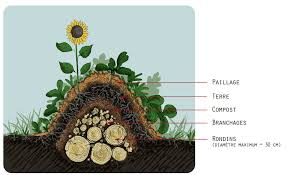 PAILLAGE
TERRE
COMPOST
BRANCHAGES
RONDINS
(DIAMÈTRE MAXIMUM = 30 CM)